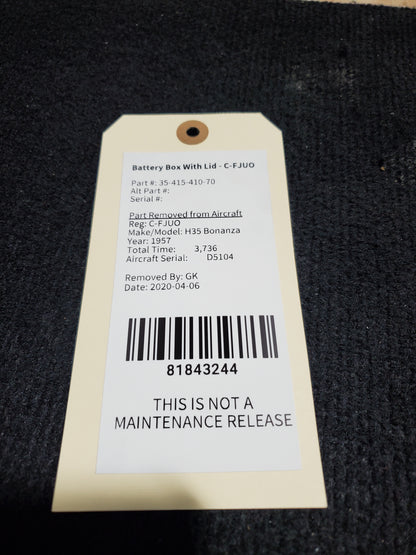 Battery Box With Lid - C-FJUO
Part #: 35-415-410-70
Alt Part #:
Serial #:
Part Removed from Aircraft
Reg: C-FJUO
Make/Model: H35 Bonanza
Year: 1957
Total Time: 3,736
Aircraft Serial: D5104
Removed By: GK
Date: 2020-04-06
81843244
THIS IS NOT A
MAINTENANCE RELEASE